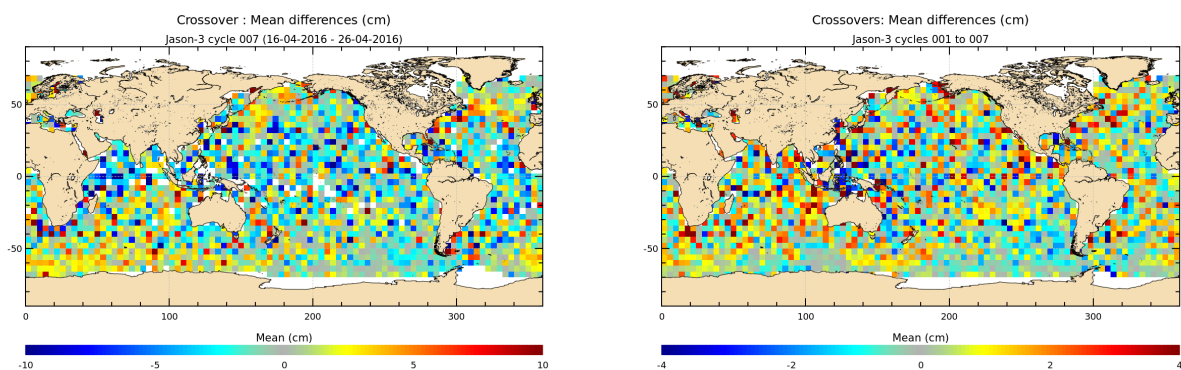 Crossover : Mean differences (cm)
Jason-3 cycle 007 (16-04-2016 - 26-04-2016)
50
0
-50
0 100 200 300
Mean (cm)
-10 -5 0 5 10
Crossovers: Mean differences (cm)
Jason-3 cycles 001 to 007
50
0
-50
0 100 200 300
Mean (cm)
-4 -2 0 2 4